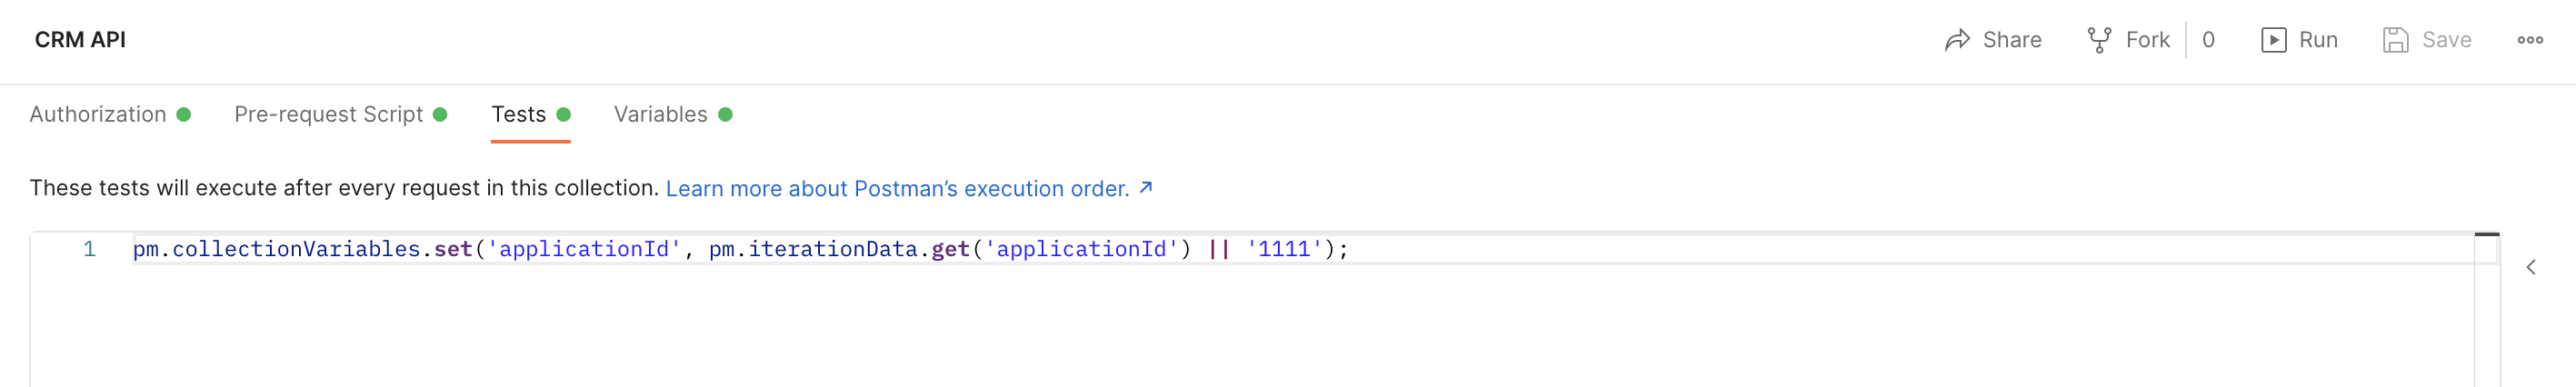 CRM API
Share Fork 0 Run Save
Authorization Pre-request Script Tests Variables
These tests will execute after every request in this collection. Learn more about Postman’s execution order. ↗
1 pm.collectionVariables.set('applicationId', pm.iterationData.get('applicationId') || '1111');